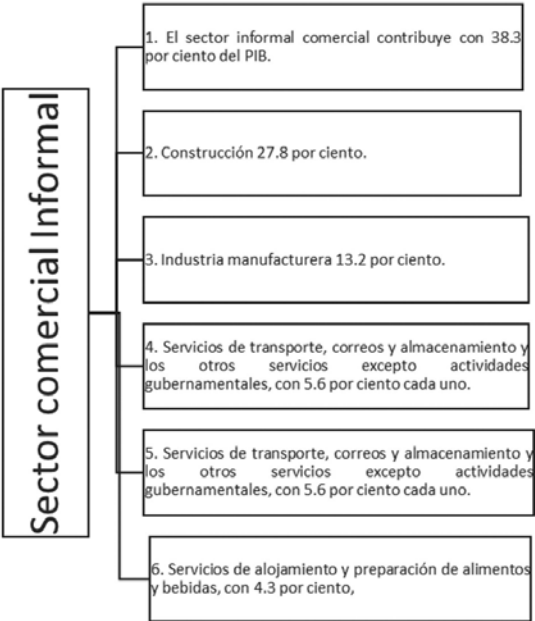 Sector comercial Informal
1. El sector informal comercial contribuye con 38.3
por ciento del PIB.
2. Construcción 27.8 por ciento.
3. Industria manufacturera 13.2 por ciento.
4. Servicios de transporte, correos y almacenamiento y
los otros servicios excepto actividades
gubernamentales, con 5.6 por ciento cada uno.
5. Servicios de transporte, correos y almacenamiento y
los otros servicios excepto actividades
gubernamentales, con 5.6 por ciento cada uno.
6. Servicios de alojamiento y preparación de alimentos
y bebidas, con 4.3 por ciento,